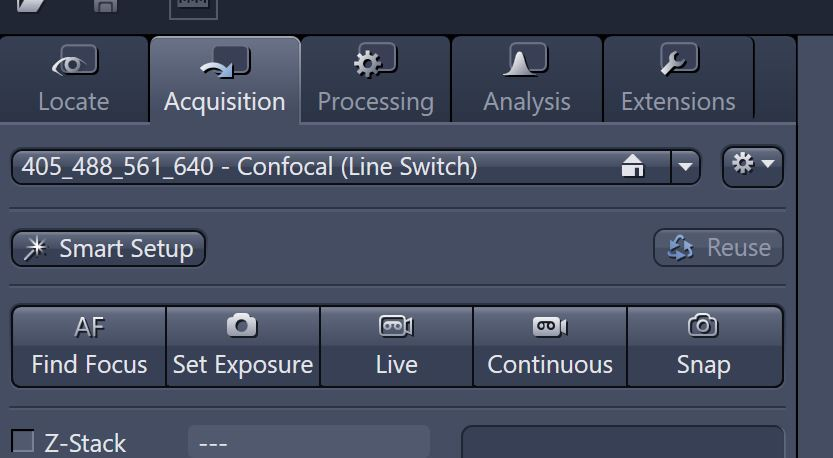 Locate
Acquisition
Processing
Analysis
Extensions
405_488_561_640 - Confocal (Line Switch)
Smart Setup
Reuse
AF
Find Focus
Set Exposure
Live
Continuous
Snap
Z-Stack
---